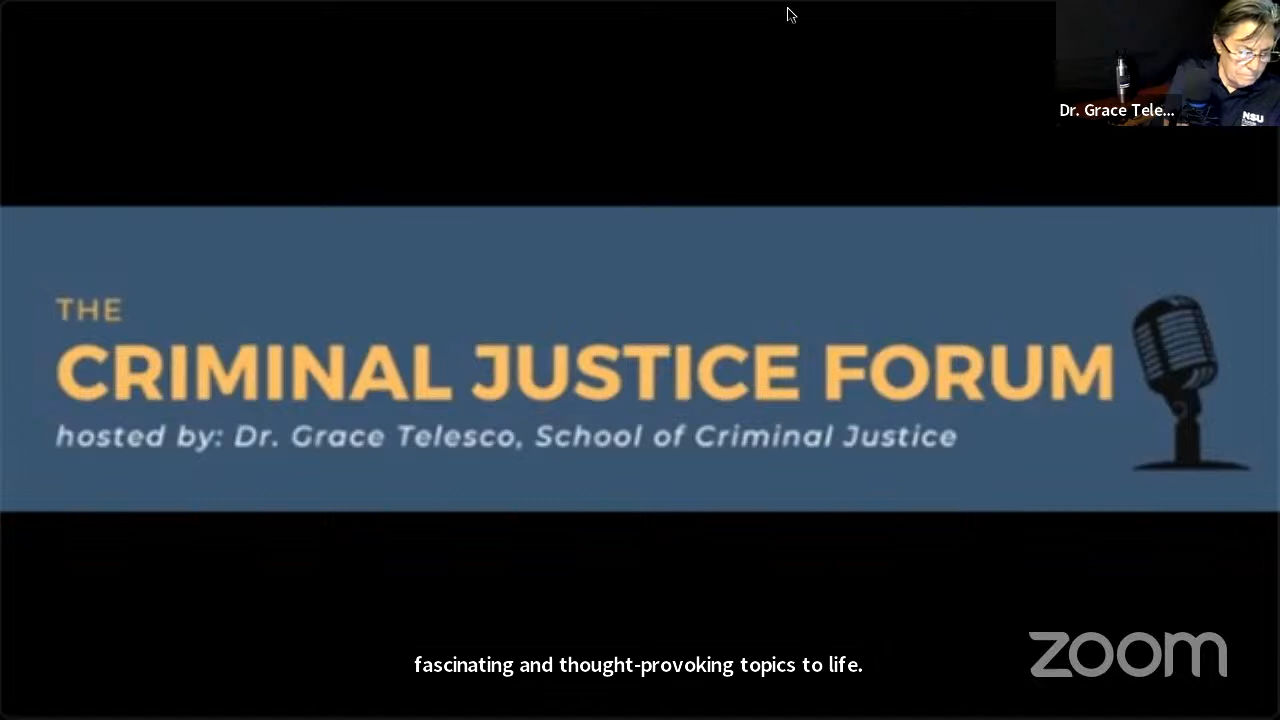 Dr. Grace Tele...
NSU
THE
CRIMINAL JUSTICE FORUM
hosted by: Dr. Grace Telesco, School of Criminal Justice
fascinating and thought-provoking topics to life.
zoom